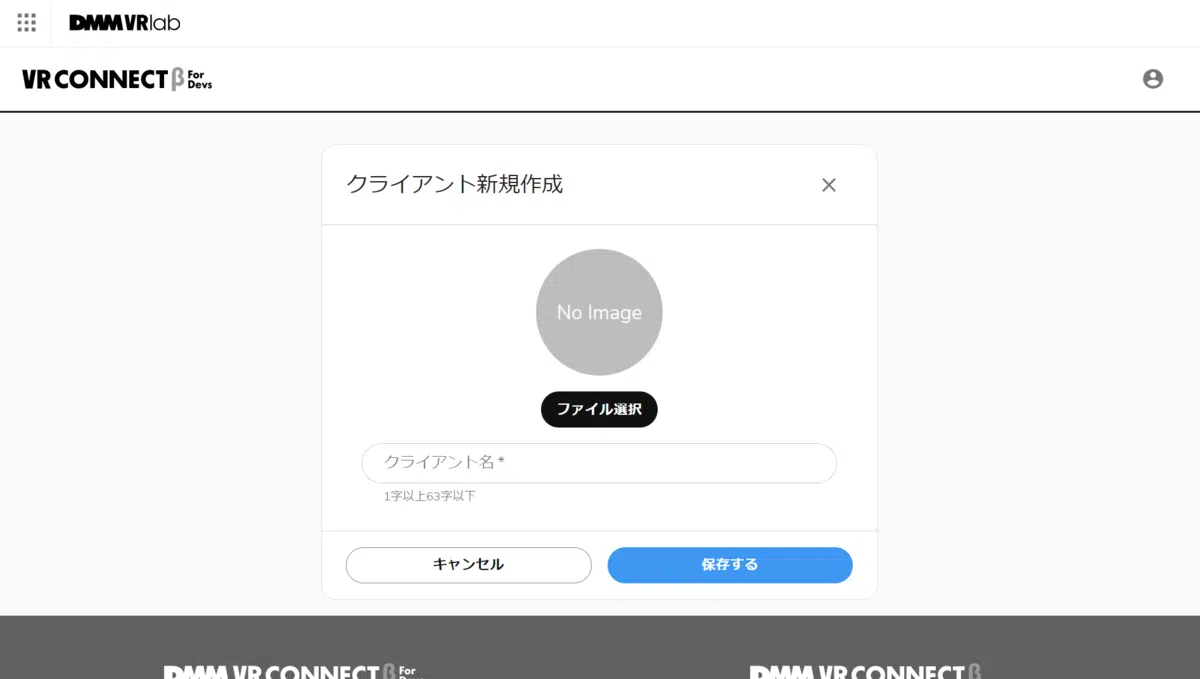 DMM VR lab
VR CONNECT β For Devs
クライアント新規作成
No Image
ファイル選択
クライアント名 *
1字以上63字以下
キャンセル
保存する
DMM VR CONNECT β For
DMM VR CONNECT β